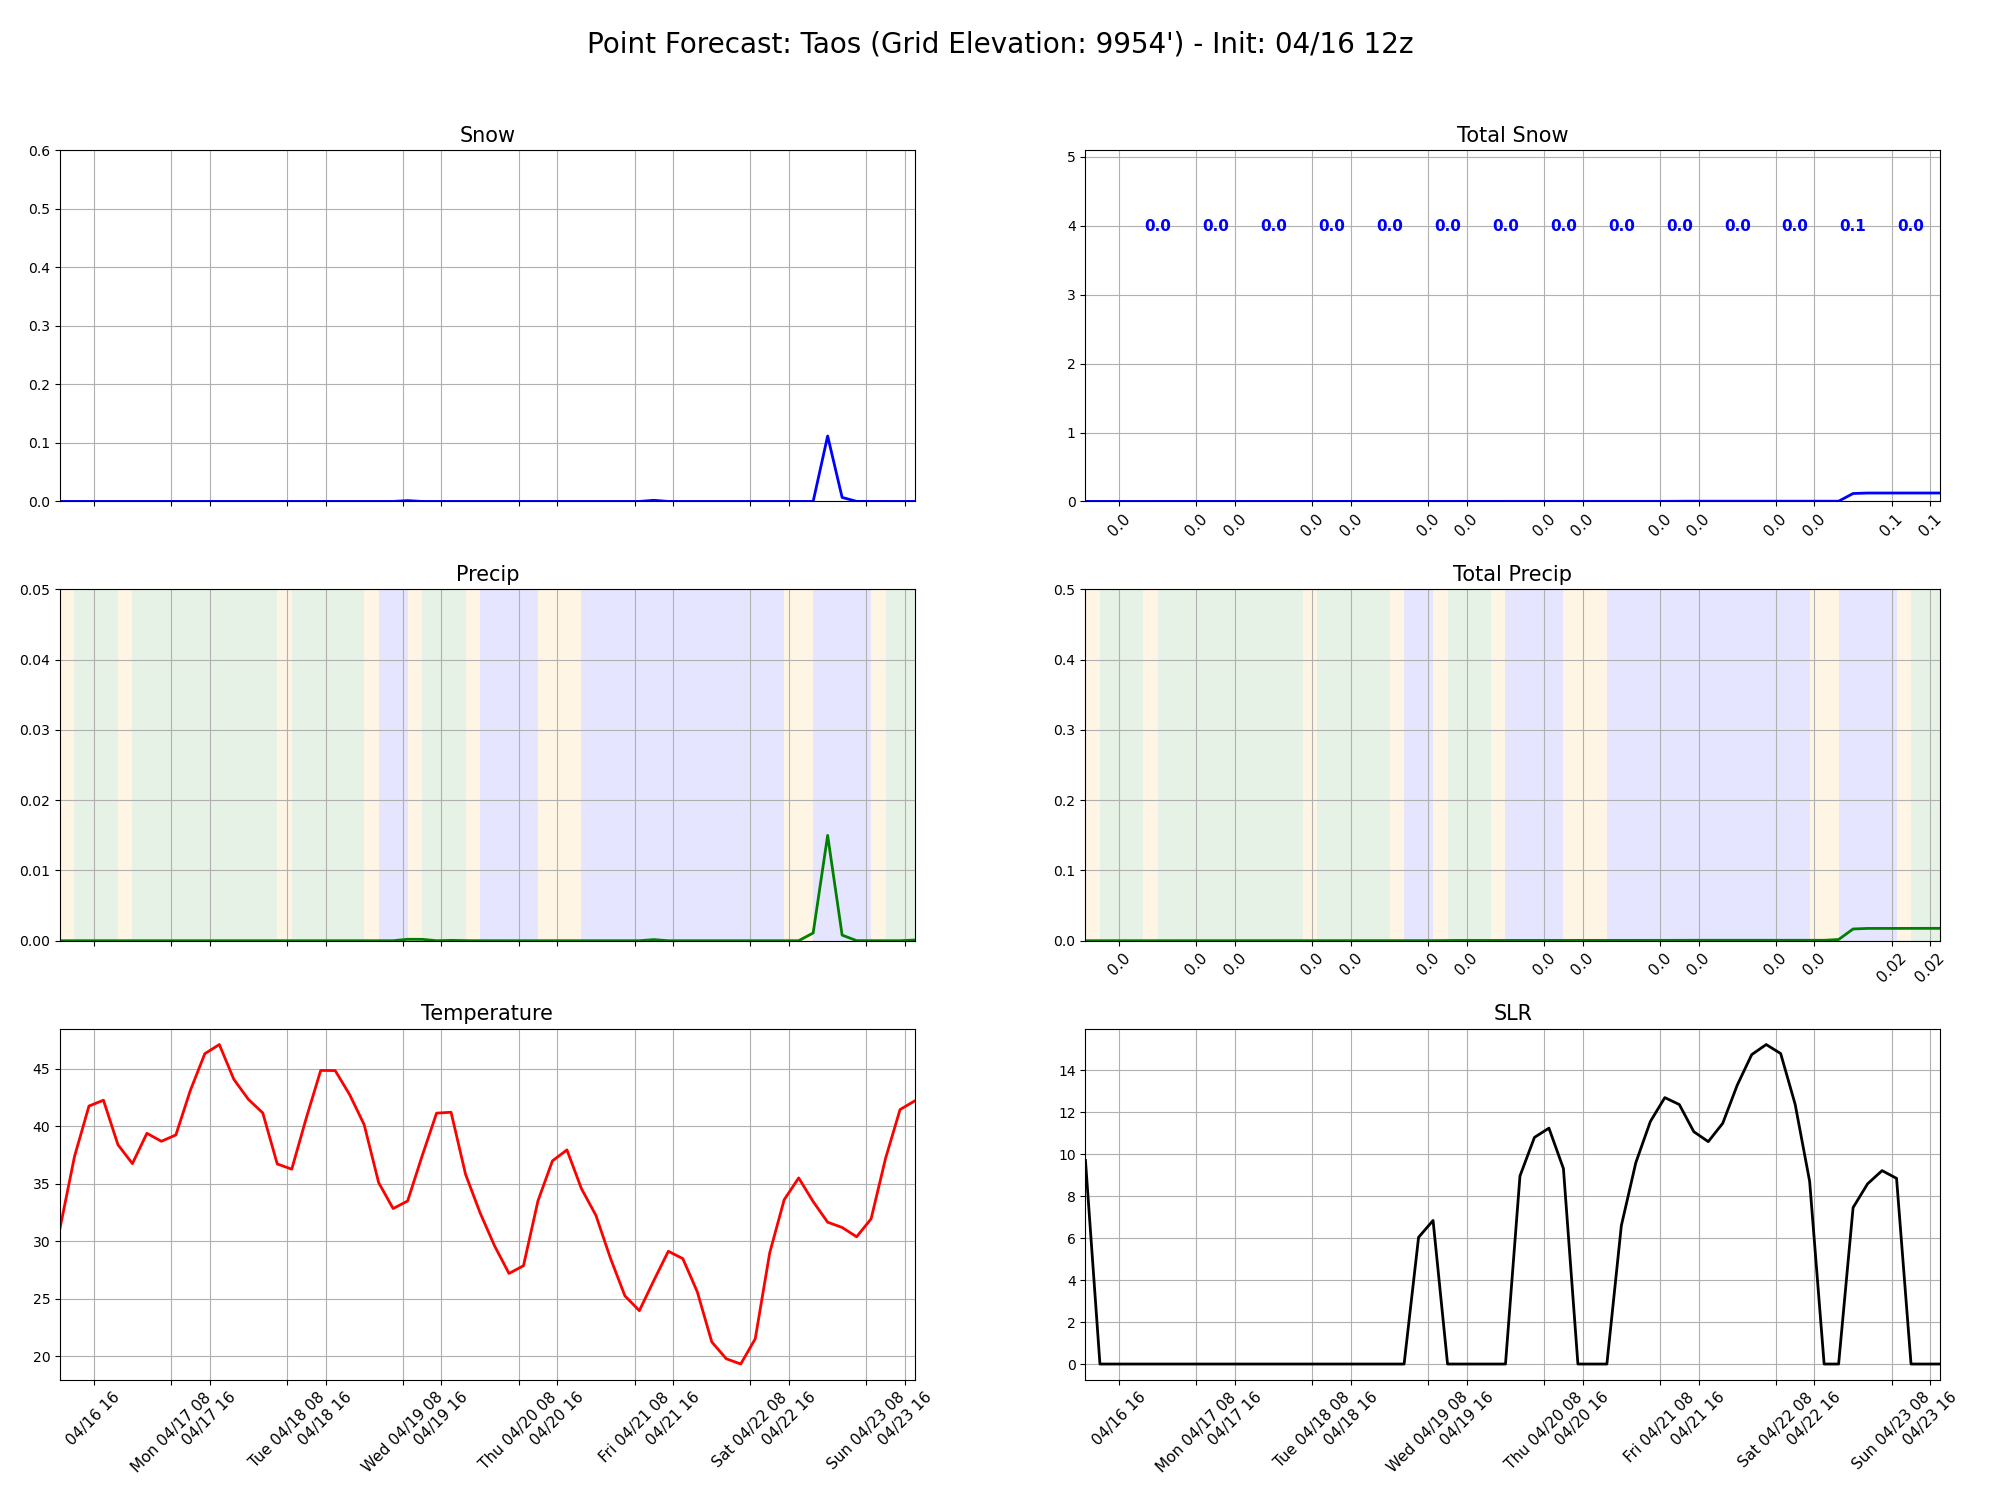 Point Forecast: Taos (Grid Elevation: 9954') - Init: 04/16 12z
Snow
0.6
0.5
0.4
0.3
0.2
0.1
0.0
Total Snow
5
4
3
2
1
0
0.0 0.0 0.0 0.0 0.0 0.0 0.0 0.0 0.0 0.0 0.0 0.0 0.1 0.0
0.0 0.0 0.0 0.0 0.0 0.0 0.0 0.0 0.0 0.0 0.0 0.0 0.0 0.1 0.1
Precip
0.05
0.04
0.03
0.02
0.01
0.00
Total Precip
0.5
0.4
0.3
0.2
0.1
0.0
0.0 0.0 0.0 0.0 0.0 0.0 0.0 0.0 0.0 0.0 0.0 0.0 0.0 0.02 0.02
Temperature
45
40
35
30
25
20
04/16 16
Mon 04/17 08
04/17 16
Tue 04/18 08
04/18 16
Wed 04/19 08
04/19 16
Thu 04/20 08
04/20 16
Fri 04/21 08
04/21 16
Sat 04/22 08
04/22 16
Sun 04/23 08
04/23 16
SLR
14
12
10
8
6
4
2
0
04/16 16
Mon 04/17 08
04/17 16
Tue 04/18 08
04/18 16
Wed 04/19 08
04/19 16
Thu 04/20 08
04/20 16
Fri 04/21 08
04/21 16
Sat 04/22 08
04/22 16
Sun 04/23 08
04/23 16